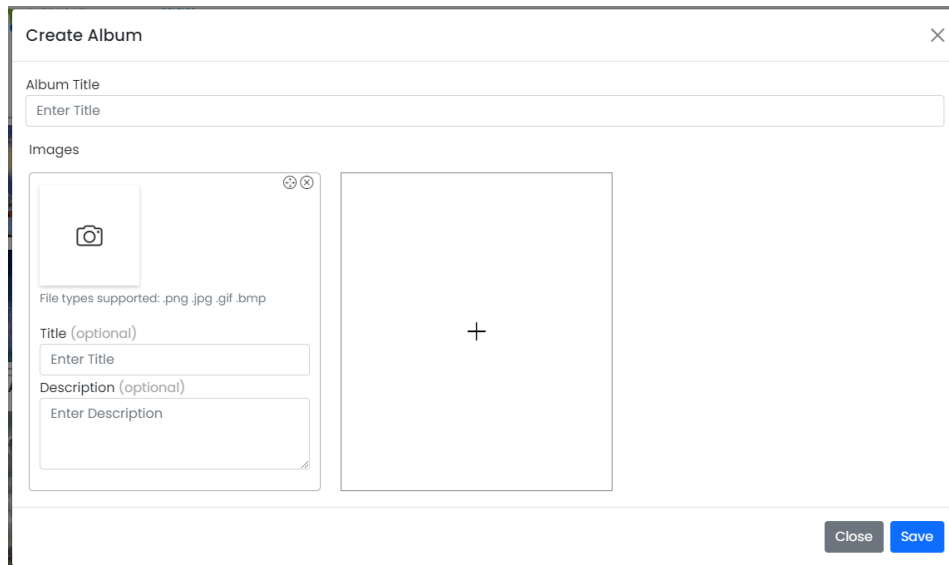 Create Album
Album Title
Enter Title
Images
File types supported: .png .jpg .gif .bmp
Title (optional)
Enter Title
Description (optional)
Enter Description
Close
Save